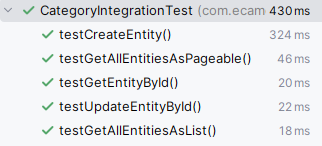 CategoryIntegrationTest (com.ecam 430 ms
testCreateEntity() 324 ms
testGetAllEntitiesAsPageable() 46 ms
testGetEntityById() 20 ms
testUpdateEntityById() 22 ms
testGetAllEntitiesAsList() 18 ms